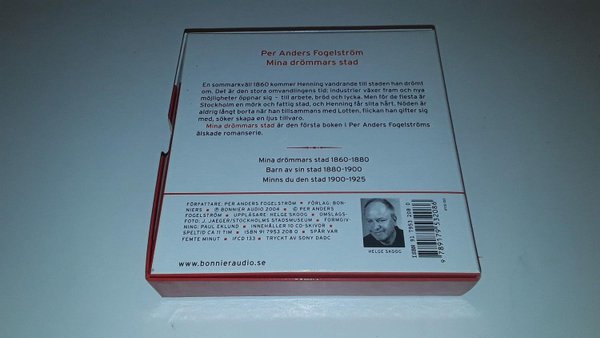 Per Anders Fogelström
Mina drömmars stad
En sommarkväll 1860 kommer Henning vandrande till staden han drömt
om. Det är den stora omvandlingens tid; industrier växer fram och nya
möjligheter öppnar sig – till arbete, bröd och lycka. Men för de flesta är
Stockholm en mörk och fattig stad, och Henning får slita hårt. Nöden är
aldrig långt borta när han tillsammans med Lotten, flickan han gifter sig
med, söker skapa en ljus tillvaro.
Mina drömmars stad är den första boken i Per Anders Fogelströms
älskade romanserie.
Mina drömmars stad 1860-1880
Barn av sin stad 1880-1900
Minns du den stad 1900-1925
FÖRFATTARE: PER ANDERS FOGELSTRÖM ★ FÖRLAG: BON-
NIERS ★ ℗ BONNIER AUDIO 2004 ★ © PER ANDERS
FOGELSTRÖM ★ UPPLÄSARE: HELGE SKOOG ★ OMSLAGS-
FOTO: J. JAEGER/STOCKHOLMS STADSMUSEUM ★ FORMGIV-
NING: PAUL EKLUND ★ INNEHÅLLER 10 CD-SKIVOR ★
SPELTID CA 11 TIM ★ ISBN 91 7953 208 0 ★ SPÅR VAR
FEMTE MINUT ★ IFCD 133 ★ TRYCKT AV SONY DADC
HELGE SKOOG
ISBN 91 7953 208 0
9789179532086
www.bonnieraudio.se